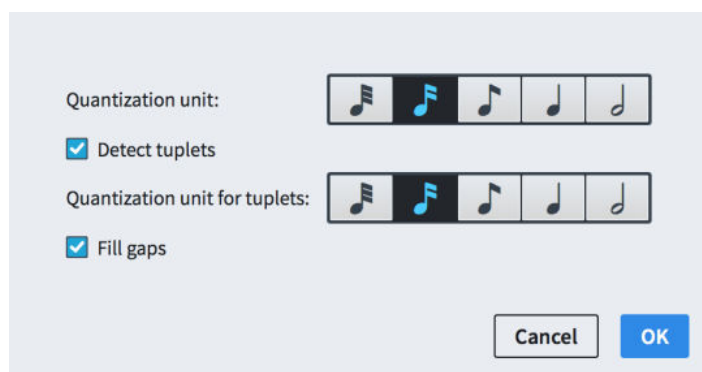 Quantization unit:
Detect tuplets
Quantization unit for tuplets:
Fill gaps
Cancel OK